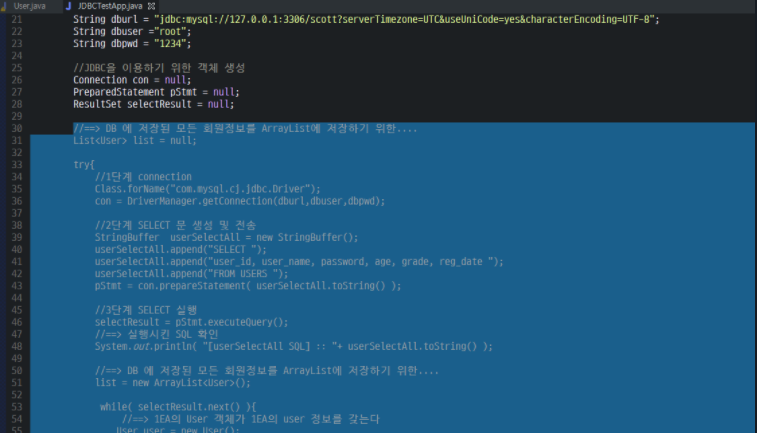 User.java JDBCTestApp.java
21 String dburl = "jdbc:mysql://127.0.0.1:3306/scott?serverTimezone=UTC&useUniCode=yes&characterEncoding=UTF-8";
22 String dbuser ="root";
23 String dbpwd = "1234";
24
25 //JDBC을 이용하기 위한 객체 생성
26 Connection con = null;
27 PreparedStatement pStmt = null;
28 ResultSet selectResult = null;
29
30 //==> DB 에 저장된 모든 회원정보를 ArrayList에 저장하기 위한....
31 List<User> list = null;
32
33 try{
34 //1단계 connection
35 Class.forName("com.mysql.cj.jdbc.Driver");
36 con = DriverManager.getConnection(dburl,dbuser,dbpwd);
37
38 //2단계 SELECT 문 생성 및 전송
39 StringBuffer userSelectAll = new StringBuffer();
40 userSelectAll.append("SELECT ");
41 userSelectAll.append("user_id, user_name, password, age, grade, reg_date ");
42 userSelectAll.append("FROM USERS ");
43 pStmt = con.prepareStatement( userSelectAll.toString() );
44
45 //3단계 SELECT 실행
46 selectResult = pStmt.executeQuery();
47 //==> 실행시킨 SQL 확인
48 System.out.println( "[userSelectAll SQL] :: "+ userSelectAll.toString() );
49
50 //==> DB 에 저장된 모든 회원정보를 ArrayList에 저장하기 위한....
51 list = new ArrayList<User>();
52
53 while( selectResult.next() ){
54 //==> 1EA의 User 객체가 1EA의 user 정보를 갖는다
55 User user = new User();